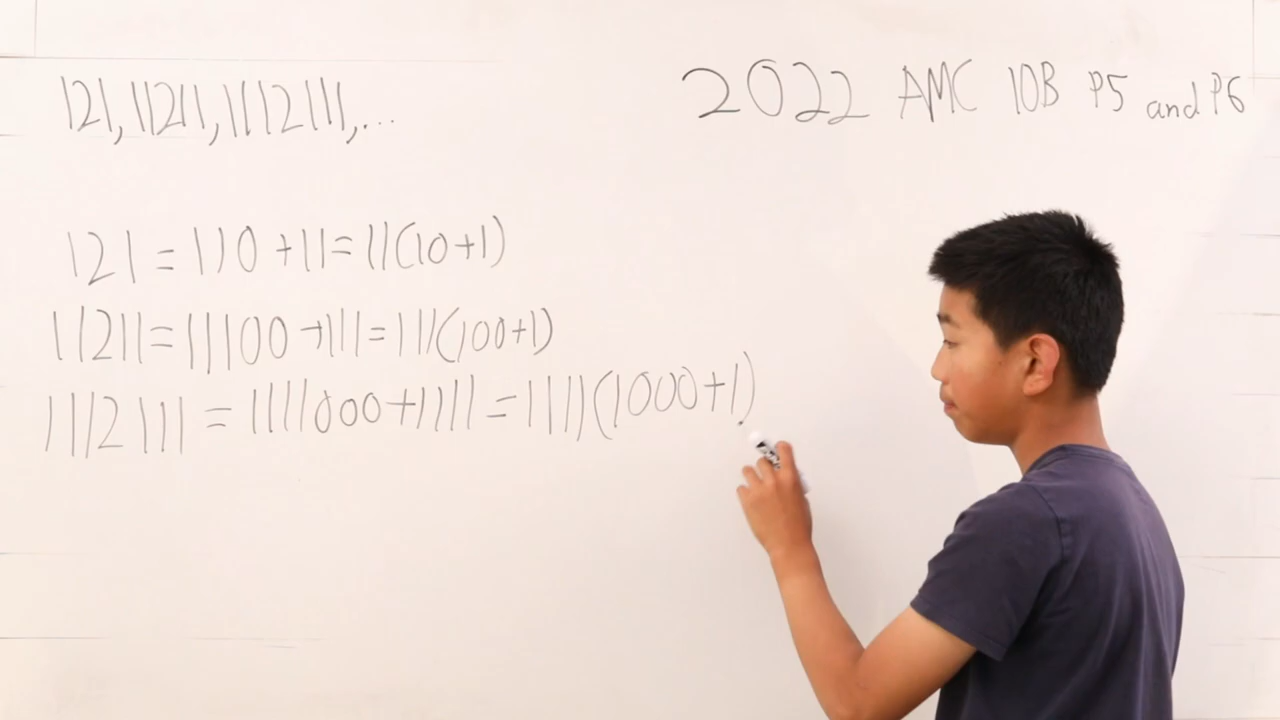 121, 11211, 1112111, ...
2022 AMC 10B P5 and P6
121 = 110 + 11 = 11(10+1)
11211 = 11100 + 111 = 111(100+1)
1112111 = 1111000 + 1111 = 1111(1000+1)